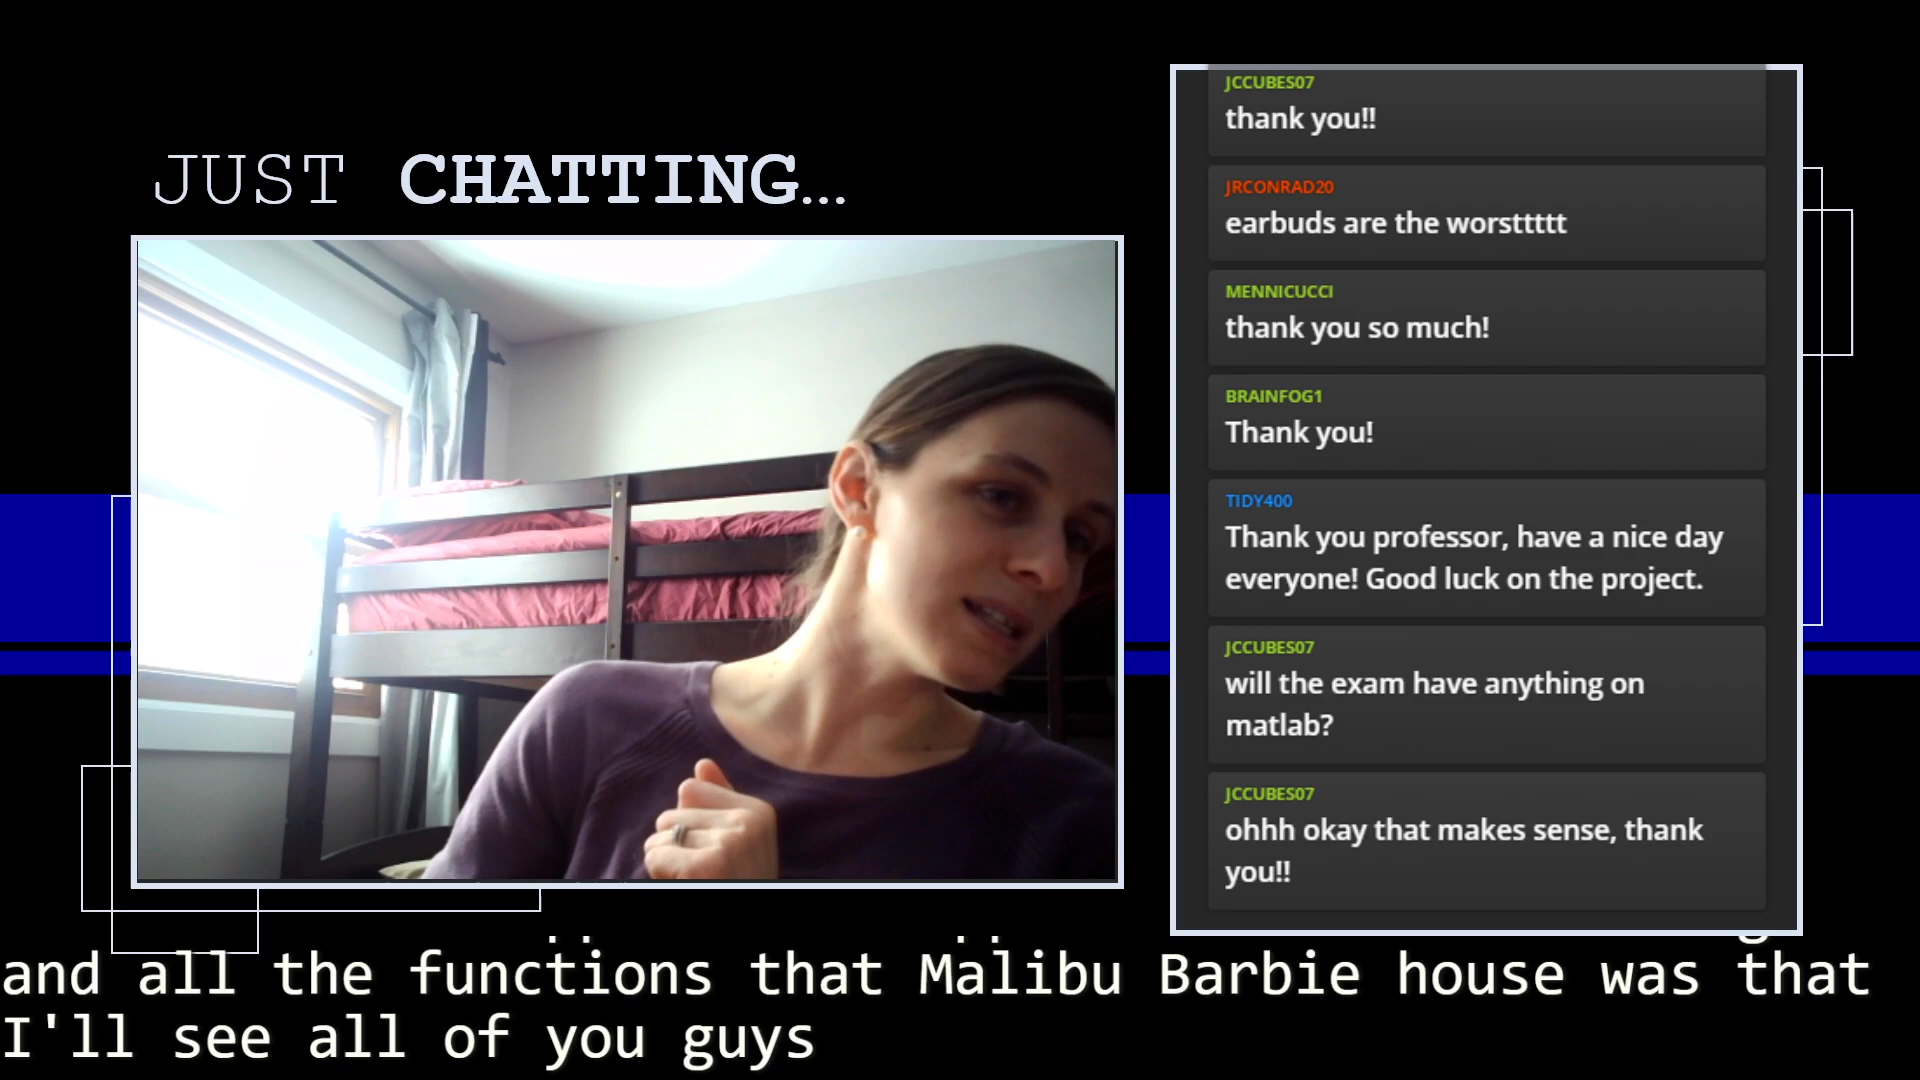 JUST CHATTING...
JCCUBES07
thank you!!
JRCONRAD20
earbuds are the worsttttt
MENNICUCCI
thank you so much!
BRAINFOG1
Thank you!
TIDY400
Thank you professor, have a nice day
everyone! Good luck on the project.
JCCUBES07
will the exam have anything on
matlab?
JCCUBES07
ohhh okay that makes sense, thank
you!!
and all the functions that Malibu Barbie house was that
I'll see all of you guys